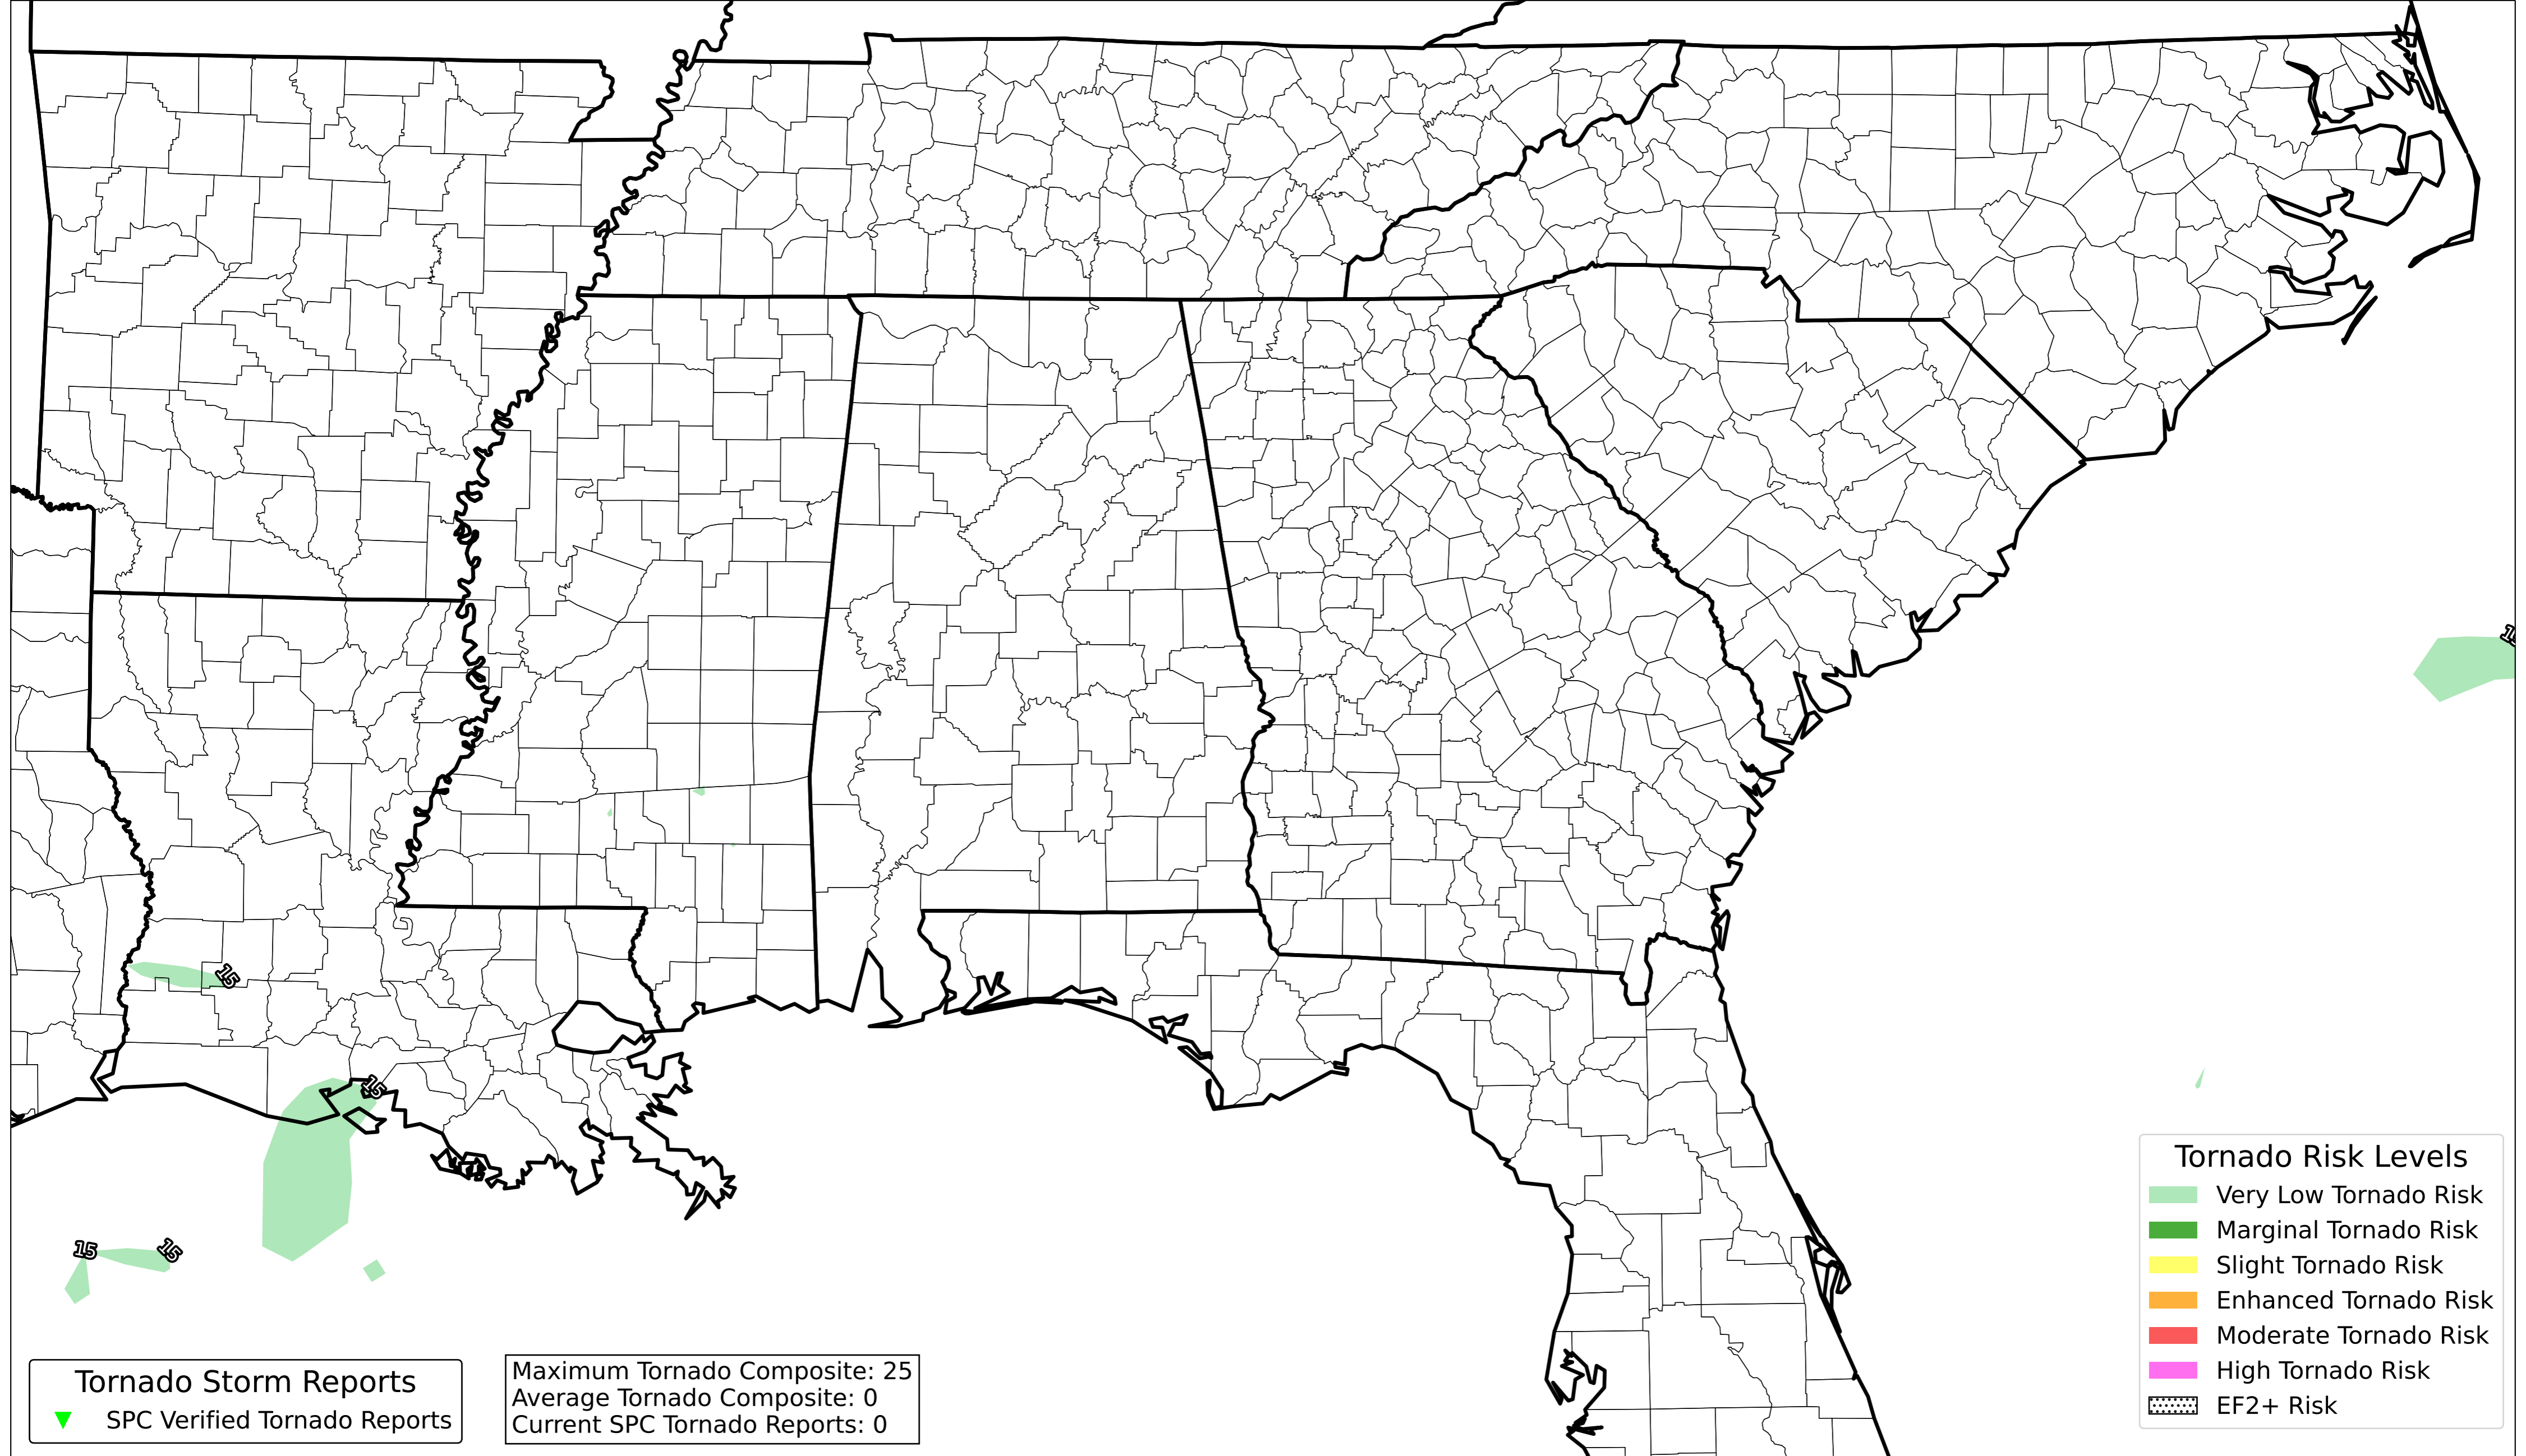 15
15
15
15
Tornado Risk Levels
Very Low Tornado Risk
Marginal Tornado Risk
Slight Tornado Risk
Enhanced Tornado Risk
Moderate Tornado Risk
High Tornado Risk
EF2+ Risk
Tornado Storm Reports
SPC Verified Tornado Reports
Maximum Tornado Composite: 25
Average Tornado Composite: 0
Current SPC Tornado Reports: 0